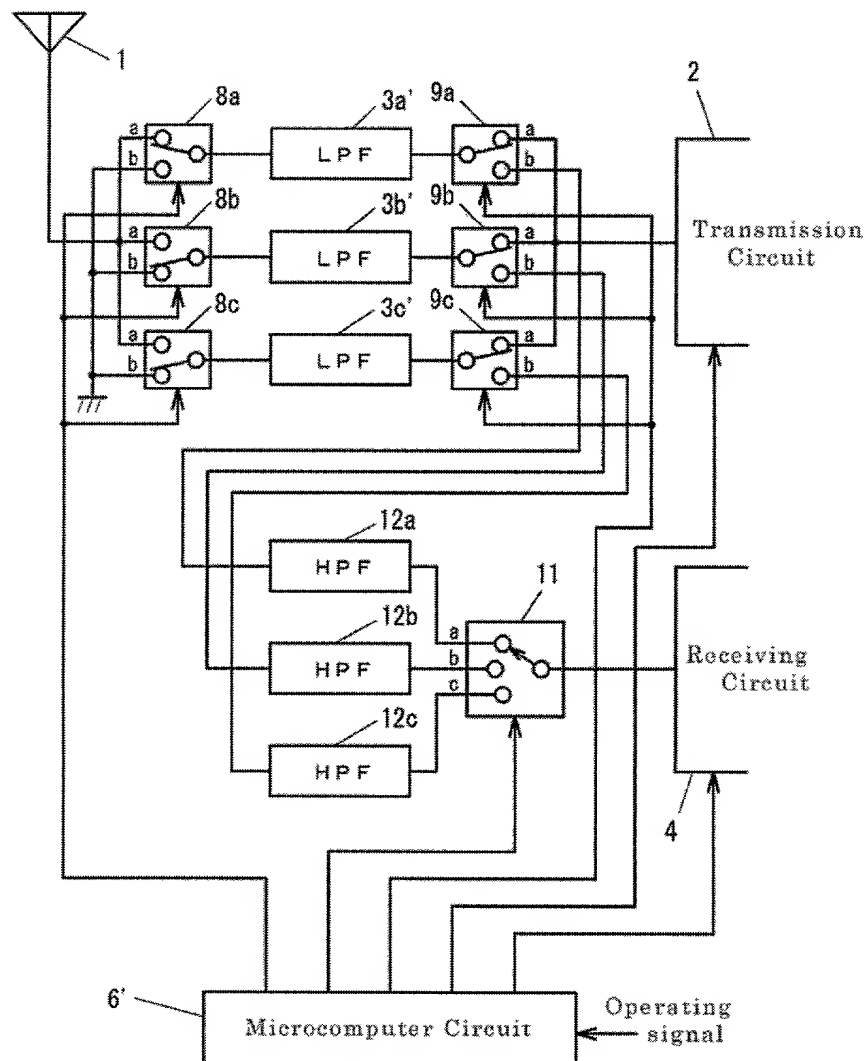 1
2
8a
3a'
9a
a
LPF
a
b
b
8b
3b'
9b
a
LPF
a
b
b
Transmission
Circuit
8c
3c'
9c
a
LPF
a
b
b
12a
HPF
11
12b
a
HPF
b
c
Roceiving
Circuit
12c
HPF
4
6'
Microcomputer Circuit
Operating
signal